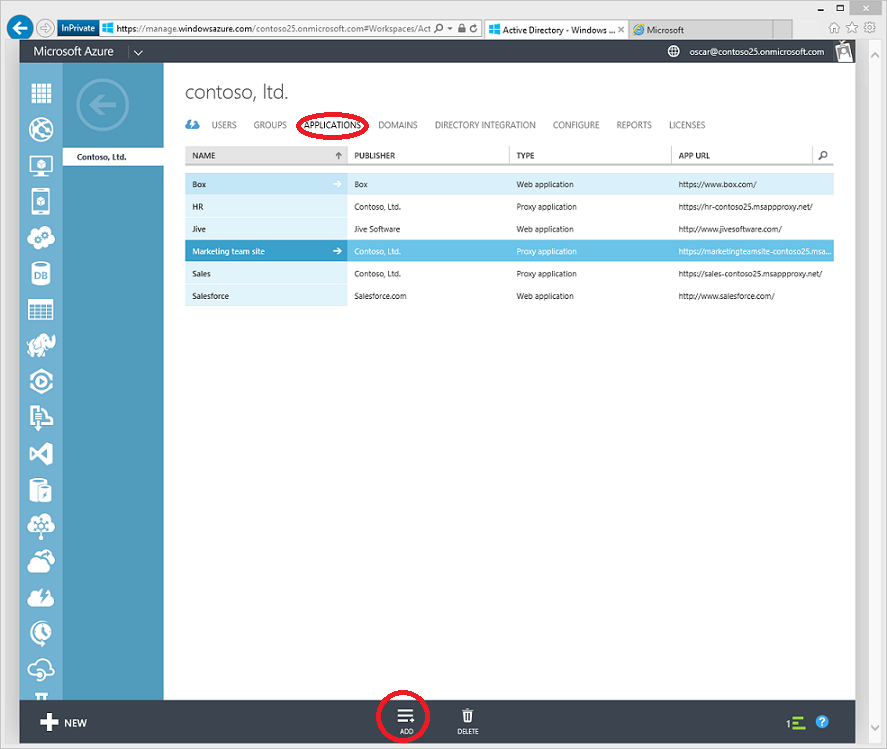 InPrivate https://manage.windowsazure.com/contoso25.onmicrosoft.com#Workspaces/Act Active Directory - Windows ... Microsoft
Microsoft Azure oscar@contoso25.onmicrosoft.com
contoso, ltd.
USERS GROUPS APPLICATIONS DOMAINS DIRECTORY INTEGRATION CONFIGURE REPORTS LICENSES
Contoso, Ltd.
NAME PUBLISHER TYPE APP URL
Box Box Web application https://www.box.com/
HR Contoso, Ltd. Proxy application https://hr-contoso25.msappproxy.net/
Jive Jive Software Web application http://www.jivesoftware.com/
Marketing team site Contoso, Ltd. Proxy application https://marketingteamsite-contoso25.msa...
Sales Contoso, Ltd. Proxy application https://sales-contoso25.msappproxy.net/
Salesforce Salesforce.com Web application http://www.salesforce.com/
DB
NEW ADD DELETE 1 ?